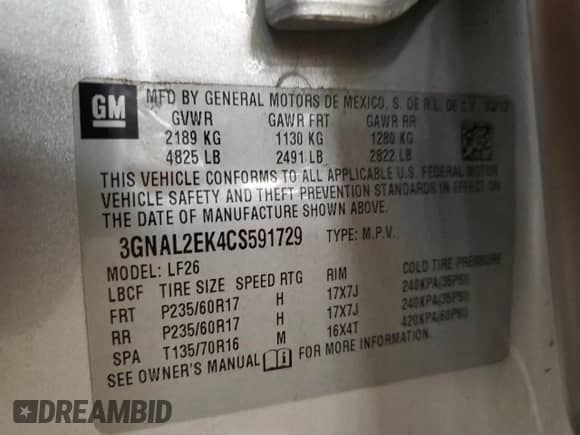 GM
MFD BY GENERAL MOTORS DE MEXICO, S. DE R.L. DE C.V.
GVWR GAWR FRT GAWR RR
2189 KG 1130 KG 1280 KG
4825 LB 2491 LB 2822 LB
THIS VEHICLE CONFORMS TO ALL APPLICABLE U.S. FEDERAL MOTOR
VEHICLE SAFETY AND THEFT PREVENTION STANDARDS IN EFFECT ON
THE DATE OF MANUFACTURE SHOWN ABOVE.
3GNAL2EK4CS591729 TYPE: M.P.V.
MODEL: LF26
LBCF TIRE SIZE SPEED RTG RIM COLD TIRE PRESSURE
FRT P235/60R17 H 17X7J 240KPA(35PSI)
RR P235/60R17 H 17X7J 240KPA(35PSI)
SPA T135/70R16 M 16X4T 420KPA(60PSI)
SEE OWNER'S MANUAL FOR MORE INFORMATION.
DREAMBID